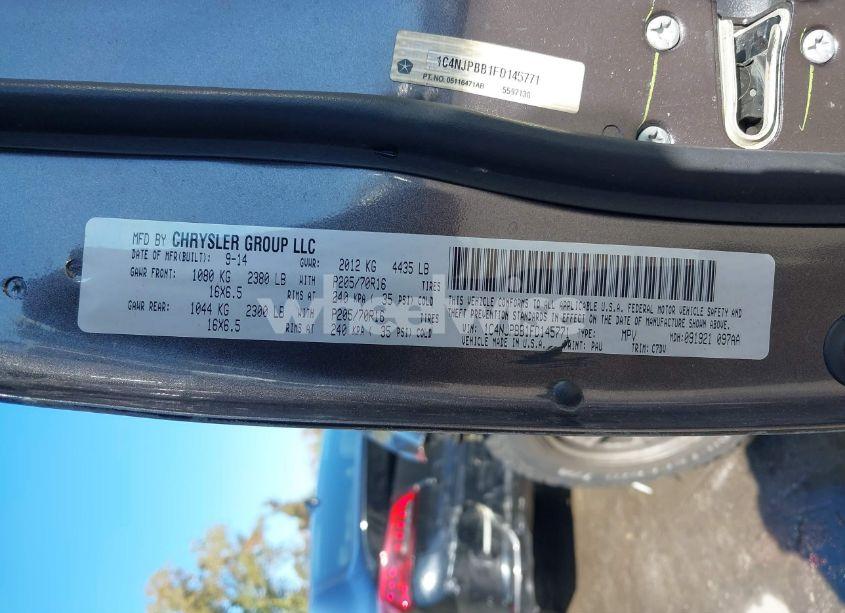 1C4NJPBB1FD145771
PT. NO. 05116471AB 5597130
MFD BY CHRYSLER GROUP LLC
DATE OF MFR(BUILT): 9-14 GVWR: 2012 KG 4435 LB
GAWR FRONT: 1080 KG 2380 LB WITH P205/70R16 TIRES
16X6.5 RIMS AT 240 KPA 35 PSI) COLD
GAWR REAR: 1044 KG 2300 LB WITH P205/70R16 TIRES
16X6.5 RIMS AT 240 KPA 35 PSI) COLD
THIS VEHICLE CONFORMS TO ALL APPLICABLE U.S.A. FEDERAL MOTOR VEHICLE SAFETY AND
THEFT PREVENTION STANDARDS IN EFFECT ON THE DATE OF MANUFACTURE SHOWN ABOVE.
VIN: 1C4NJPBB1FD145771 TYPE: MPV MDH: 091921 097AA
VEHICLE MADE IN U.S.A. PAINT: PAU TRIM: C7DV